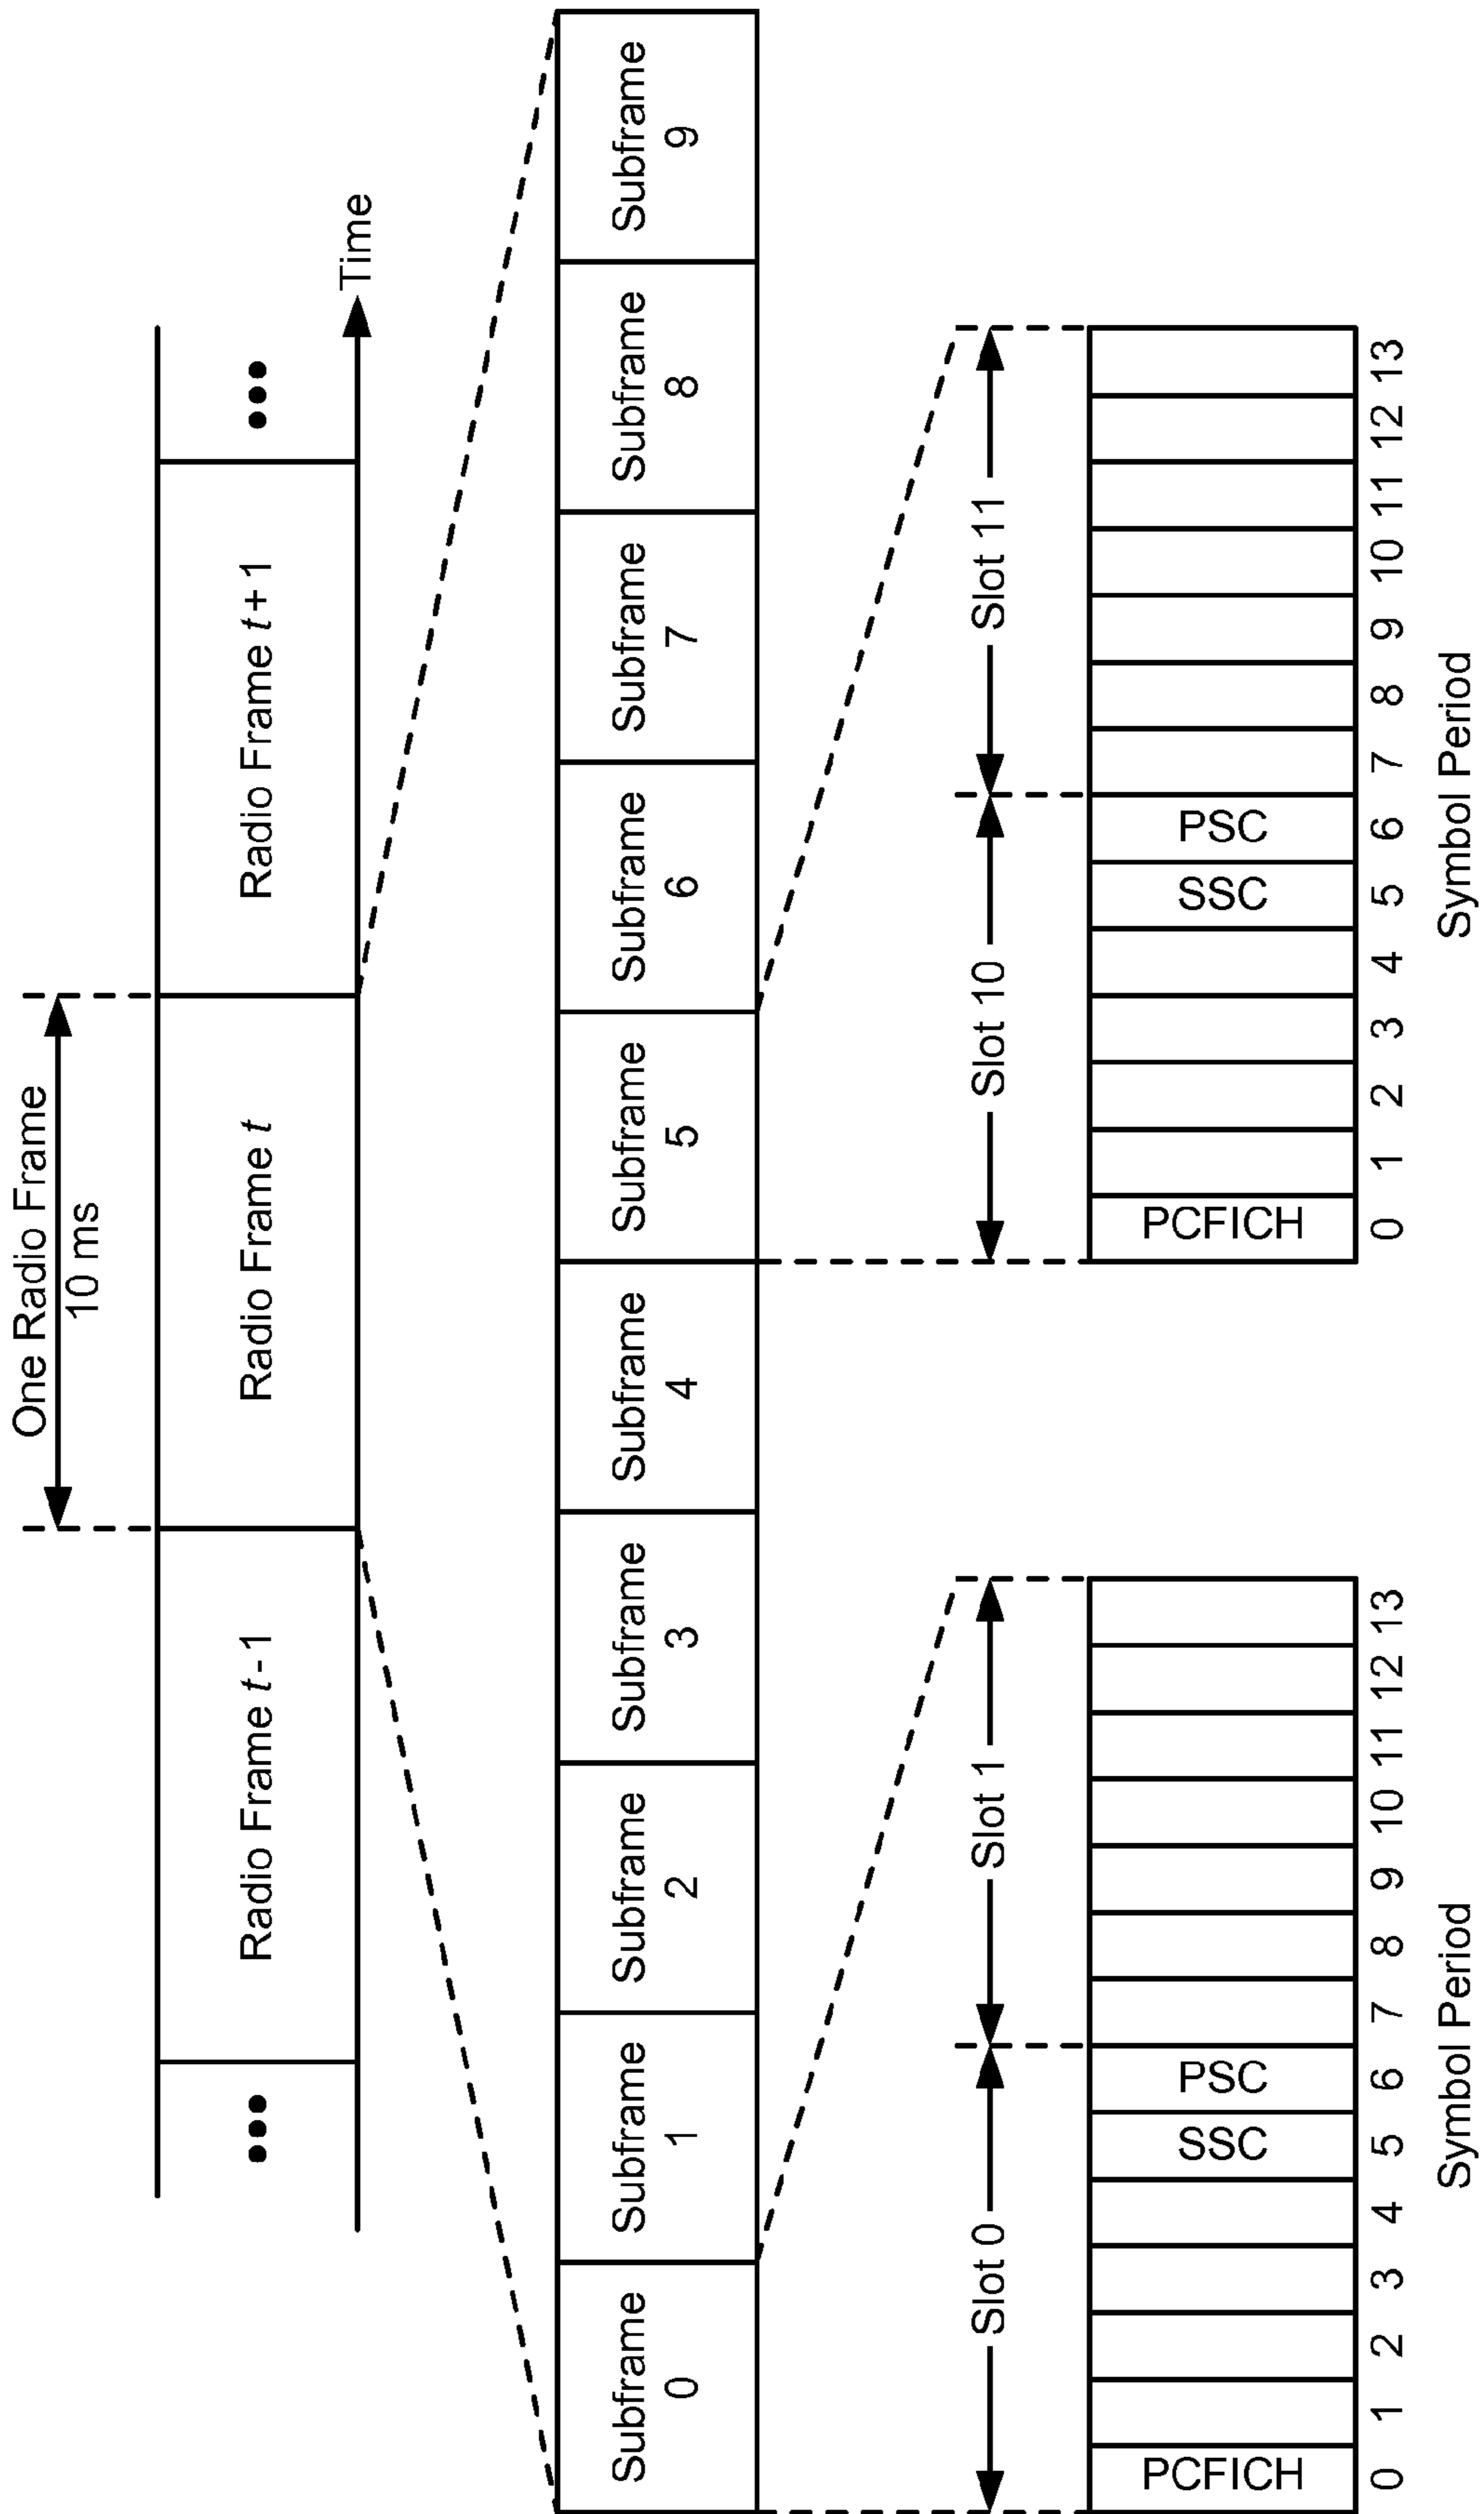 One Radio Frame
10 ms
Radio Frame t-1
Radio Frame t
Radio Frame t+1
Time
Subframe
0
Subframe
1
Subframe
2
Subframe
3
Subframe
4
Subframe
5
Subframe
6
Subframe
7
Subframe
8
Subframe
9
Slot 0
Slot 1
PCFICH
SSC
PSC
0 1 2 3 4 5 6 7 8 9 10 11 12 13
Symbol Period
Slot 10
Slot 11
PCFICH
SSC
PSC
0 1 2 3 4 5 6 7 8 9 10 11 12 13
Symbol Period